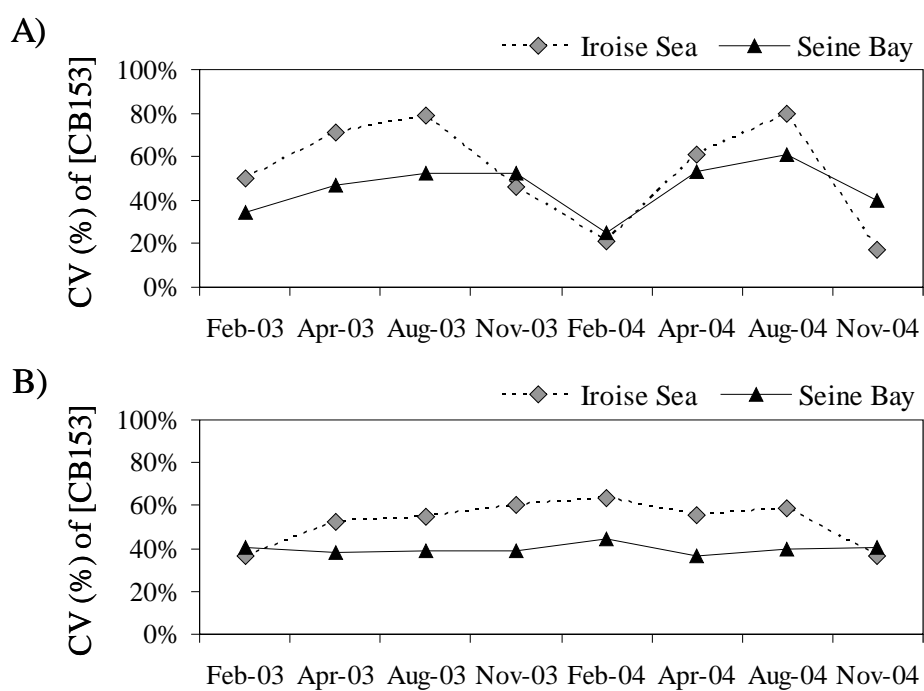 A)
Iroise Sea Seine Bay
CV (%) of [CB153]
100%
80%
60%
40%
20%
0%
Feb-03 Apr-03 Aug-03 Nov-03 Feb-04 Apr-04 Aug-04 Nov-04
B)
Iroise Sea Seine Bay
CV (%) of [CB153]
100%
80%
60%
40%
20%
0%
Feb-03 Apr-03 Aug-03 Nov-03 Feb-04 Apr-04 Aug-04 Nov-04